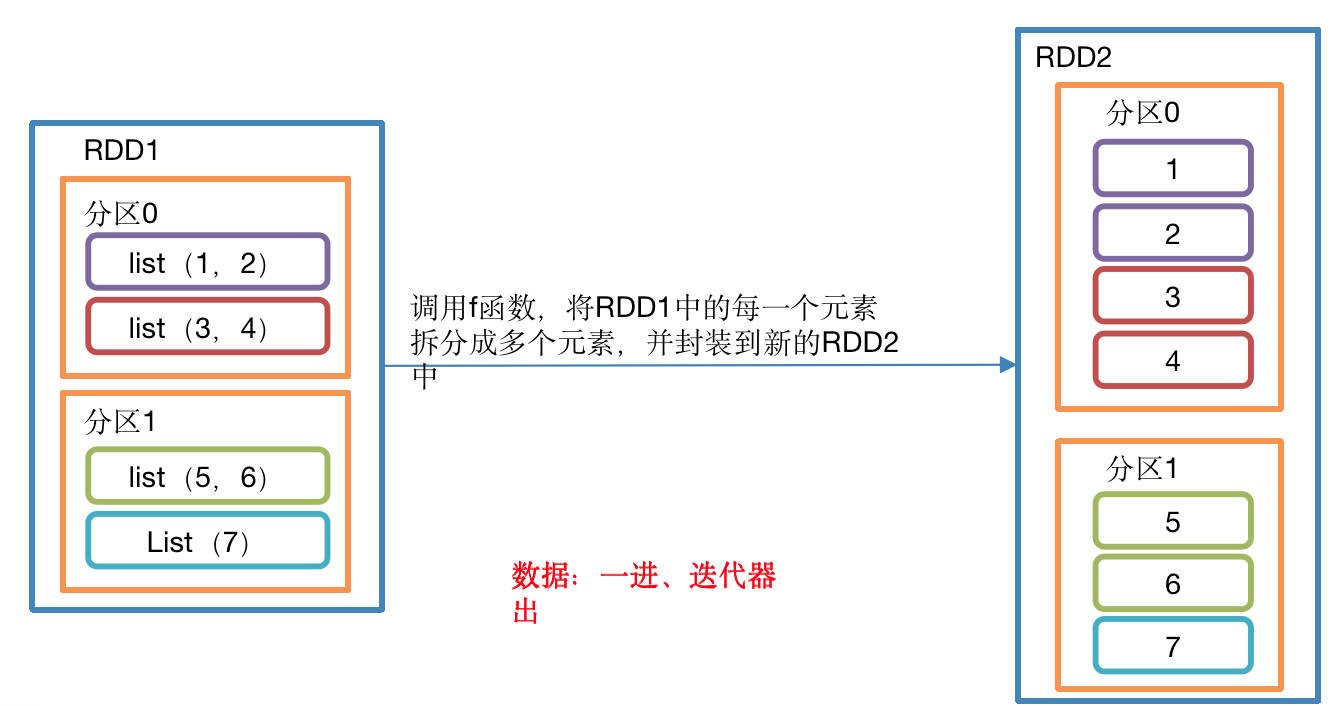 RDD1
分区0
list（1，2）
list（3，4）
分区1
list（5，6）
List（7）
调用f函数，将RDD1中的每一个元素
拆分成多个元素，并封装到新的RDD2
中
数据：一进、迭代器
出
RDD2
分区0
1
2
3
4
分区1
5
6
7